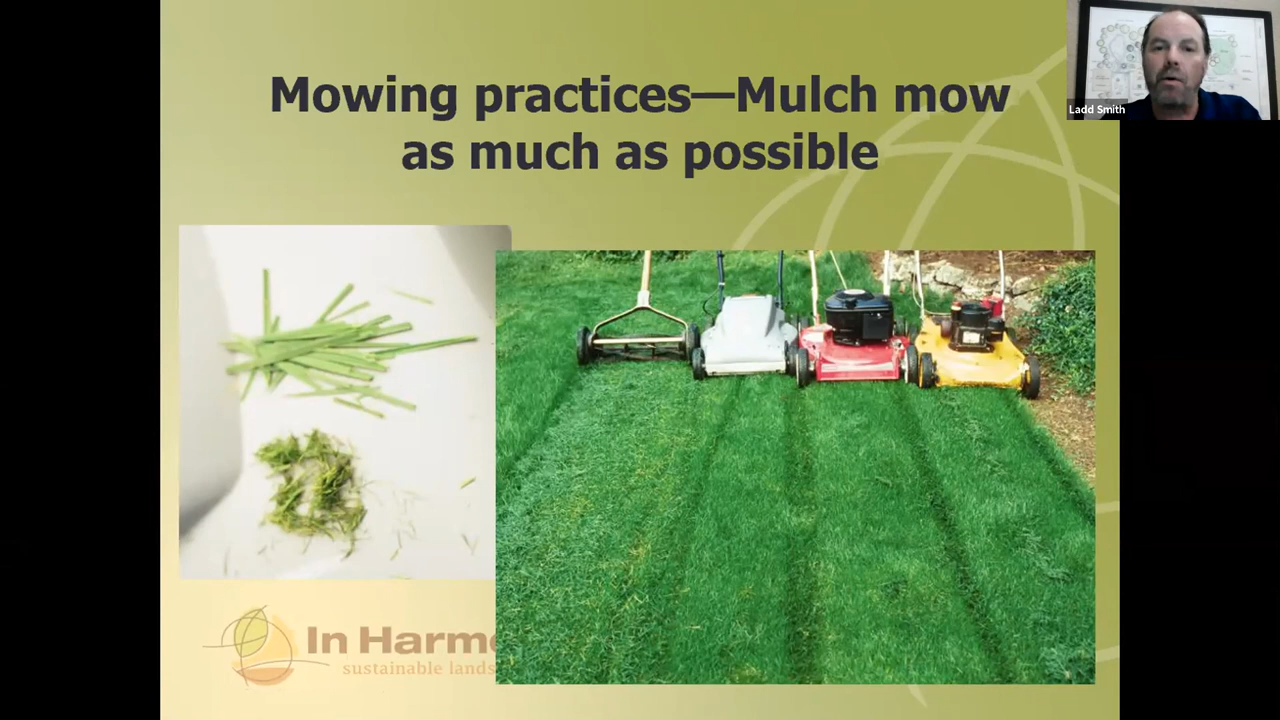 Mowing practices—Mulch mow
as much as possible
Ladd Smith
In Harm
sustainable lands